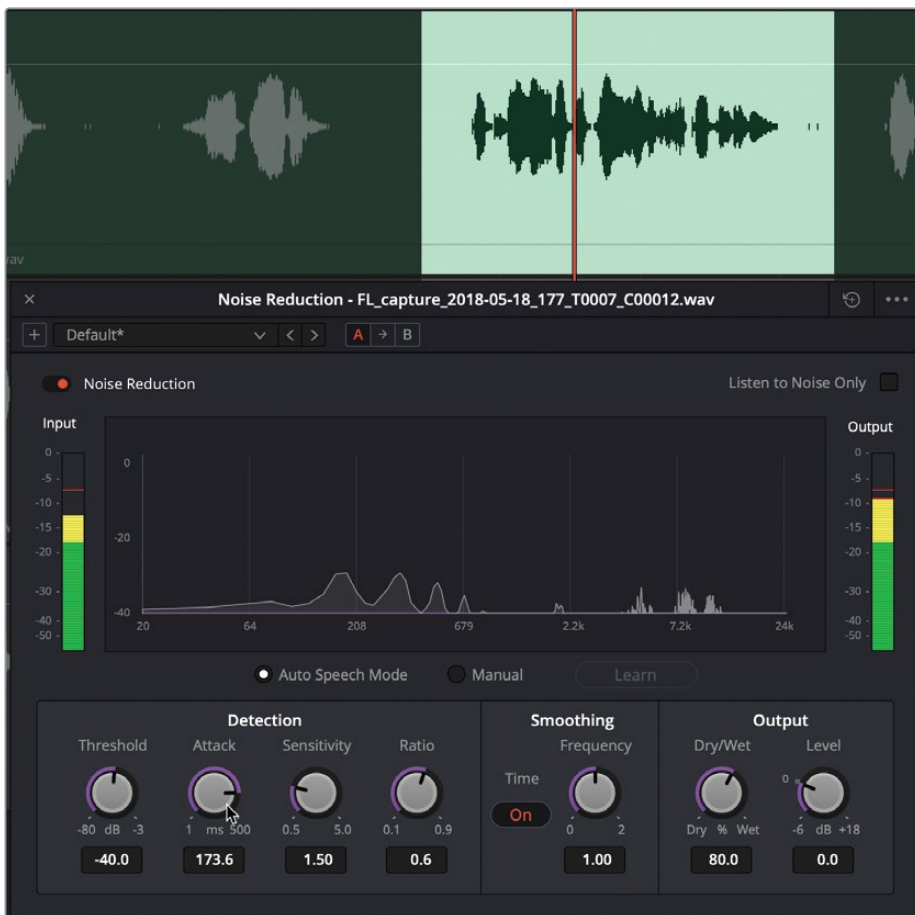 .wav
Noise Reduction - FL_capture_2018-05-18_177_T0007_C00012.wav
+ Default* < > A → B
Noise Reduction
Listen to Noise Only
Input
Output
0 0 0
-5 -5
-10 -10
-15 -15
-20 -20 -20
-30 -30
-40 -40 -40
-50 -50
20 64 208 679 2.2k 7.2k 24k
Auto Speech Mode Manual Learn
Detection Smoothing Output
Threshold Attack Sensitivity Ratio Frequency Dry/Wet Level
Time
0
On
-80 dB -3 1 ms 500 0.5 5.0 0.1 0.9 0 2 Dry % Wet -6 dB +18
-40.0 173.6 1.50 0.6 1.00 80.0 0.0